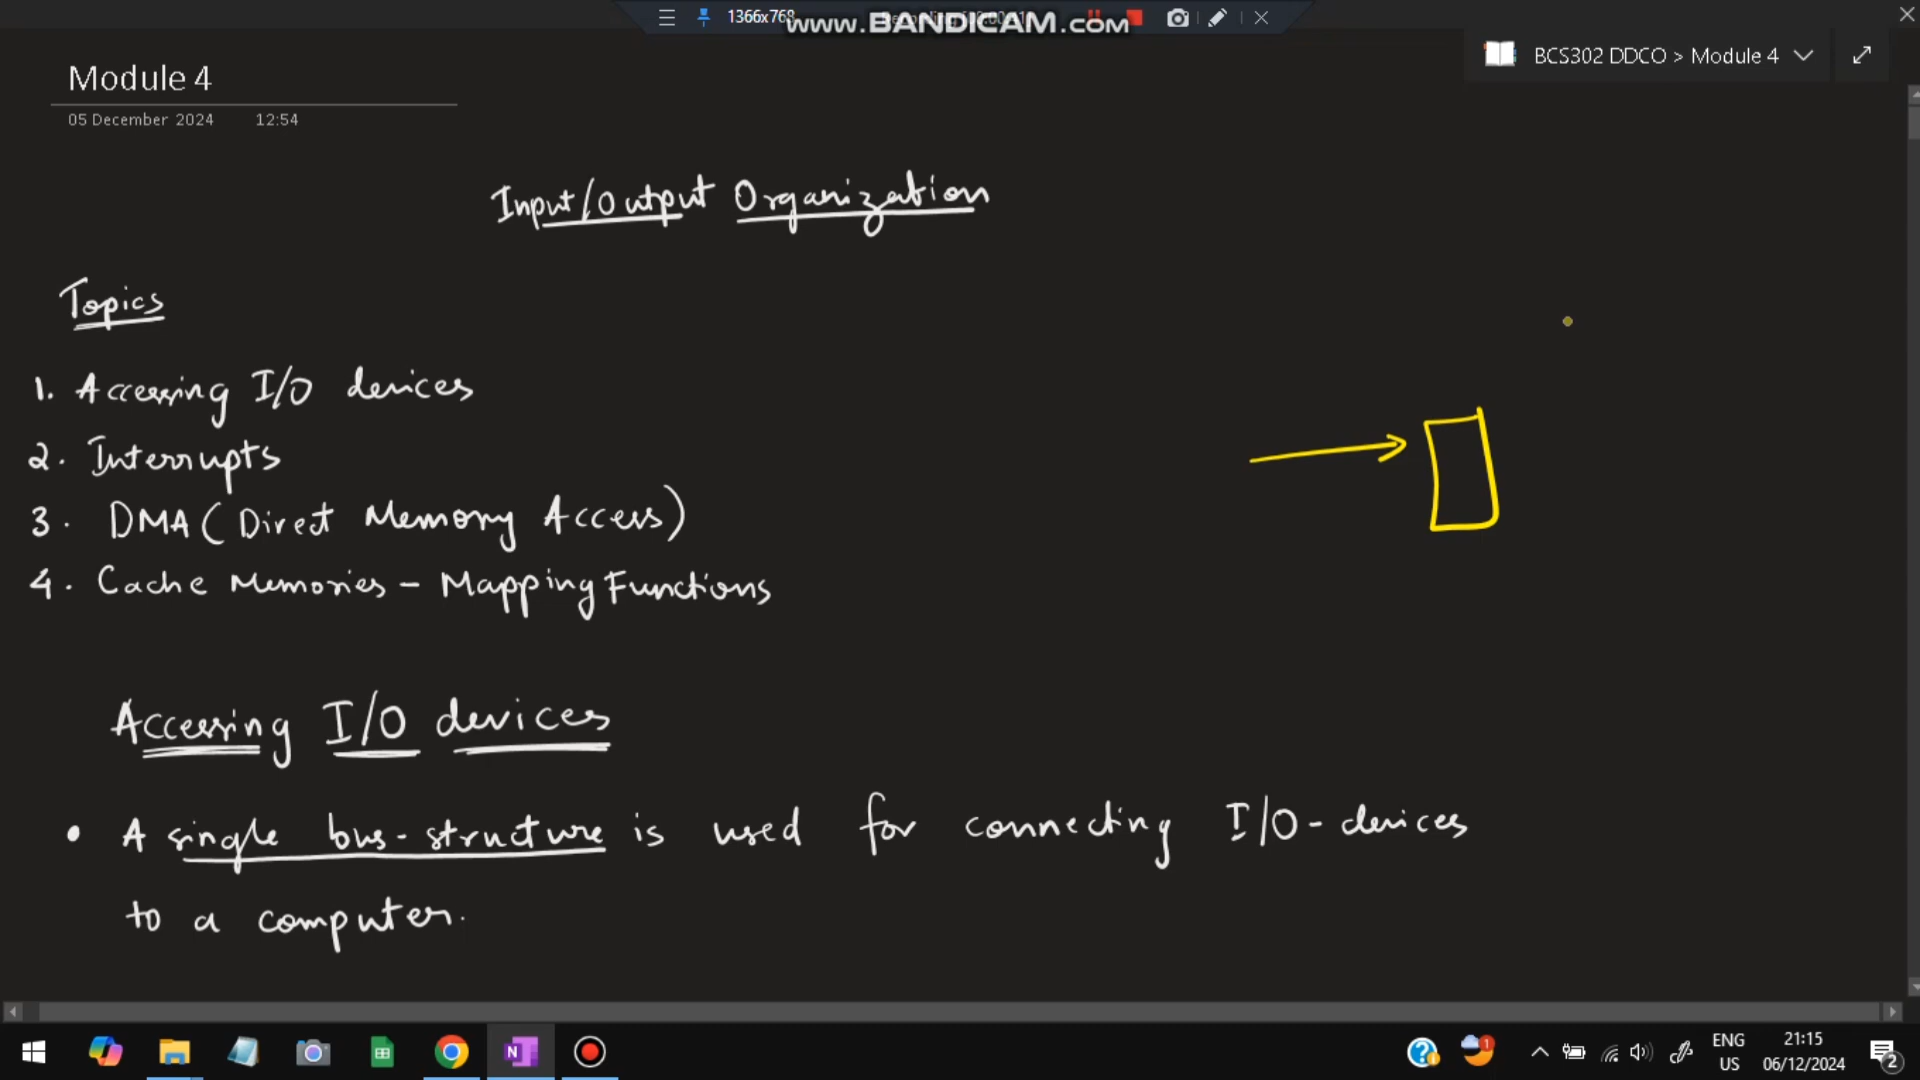 1366x768
www.BANDICAM.com
BCS302 DDCO > Module 4
Module 4
05 December 2024 12:54
Input/Output Organization
Topics
1. Accessing I/O devices
2. Interrupts
3. DMA (Direct Memory Access)
4. Cache Memories - Mapping Functions
Accessing I/O devices
• A single bus-structure is used for connecting I/O-devices
to a computer.
ENG
US
21:15
06/12/2024
2
1
N